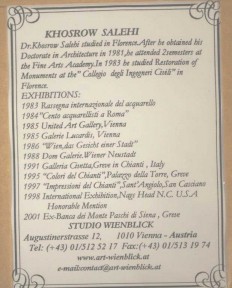 KHOSROW SALEHI
Dr.Khosrow Salehi studied in Florence.After he obtained his
Doctorate in Architecture in 1981,he attended 2semesters at
the Fine Arts Academy.In 1983 he studied Restoration of
Monuments at the" Collegio degli Ingegneri Civili" in
Florence.
EXHIBITIONS:
1983 Rassegna internazionale del acquarello
1984"Cento acquarellisti a Roma"
1985 United Art Gallery,Vienna
1985 Galerie Lucardis, Vienna
1986 "Wien,das Gesicht einer Stadt"
1988 Dom Galerie.Wiener Neustadt
1991 Galleria Ciotta,Greve in Chianti , Italy
1995 "Colori del Chianti",Palazzo della Torre, Greve
1997 "Impressioni del Chianti",Sant'Angiolo,San Casciano
1998 International Exhibition,Nags Head N.C. U.S.A
Honorable Mention
2001 Exs-Banca dei Monte Paschi di Siena , Greve
STUDIO WIENBLICK
Augustinerstrasse 12, 1010 Vienna - Austria
Tel: (+43) 01/512 52 17 Fax:(+43) 01/513 19 74
www.art-wienblick.at
e-mail:contact@art-wienblick.at